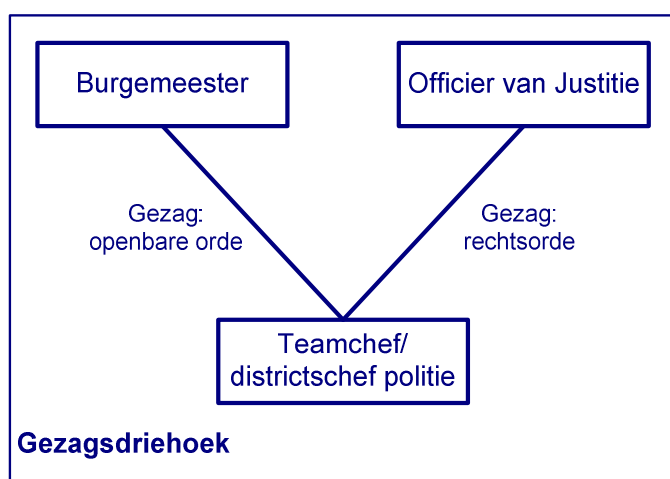 Burgemeester
Officier van Justitie
Gezag:
openbare orde
Gezag:
rechtsorde
Teamchef/
districtschef politie
Gezagsdriehoek